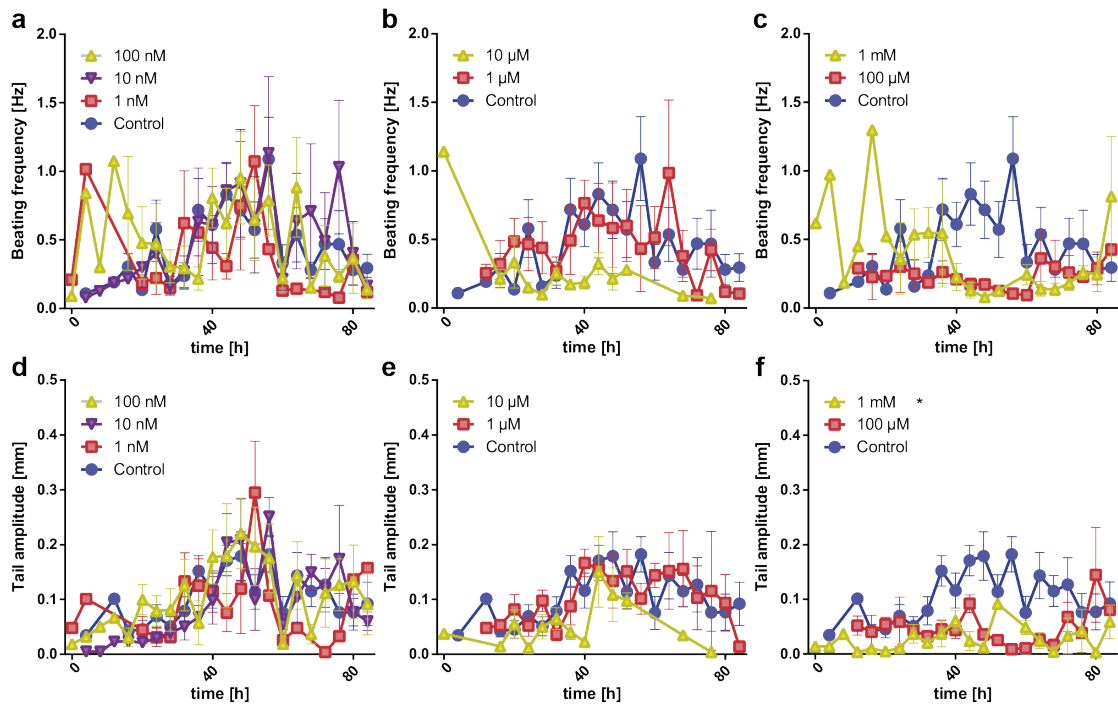 a
2.0
1.5
1.0
0.5
0.0
Beating frequency [Hz]
100 nM
10 nM
1 nM
Control
0
40
80
time [h]
b
2.0
1.5
1.0
0.5
0.0
Beating frequency [Hz]
10 µM
1 µM
Control
0
40
80
time [h]
c
2.0
1.5
1.0
0.5
0.0
Beating frequency [Hz]
1 mM
100 µM
Control
0
40
80
time [h]
d
0.5
0.4
0.3
0.2
0.1
0.0
Tail amplitude [mm]
100 nM
10 nM
1 nM
Control
0
40
80
time [h]
e
0.5
0.4
0.3
0.2
0.1
0.0
Tail amplitude [mm]
10 µM
1 µM
Control
0
40
80
time [h]
f
0.5
0.4
0.3
0.2
0.1
0.0
Tail amplitude [mm]
1 mM *
100 µM
Control
0
40
80
time [h]